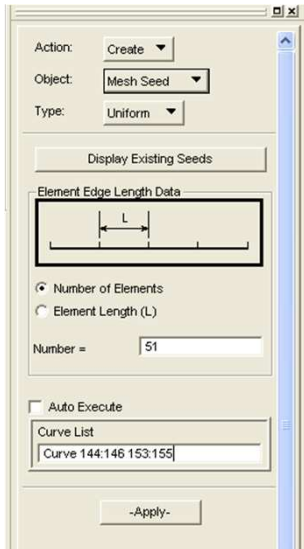 Action: Create
Object: Mesh Seed
Type: Uniform
Display Existing Seeds
Element Edge Length Data
L
Number of Elements
Element Length (L)
Number = 51
Auto Execute
Curve List
Curve 144:146 153:155
-Apply-